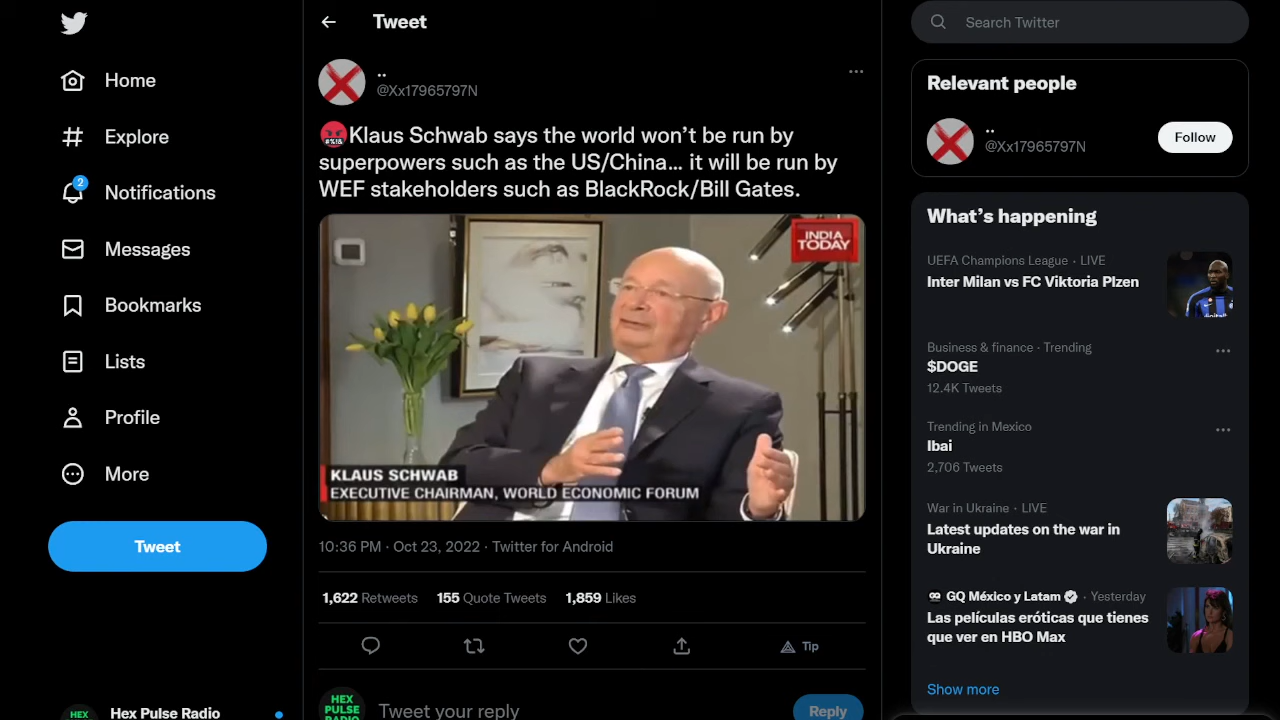 Home
Explore
2
Notifications
Messages
Bookmarks
Lists
Profile
More
Tweet
HEX
Hex Pulse Radio
Tweet
..
@Xx17965797N
#%!&
Klaus Schwab says the world won’t be run by
superpowers such as the US/China... it will be run by
WEF stakeholders such as BlackRock/Bill Gates.
INDIA
TODAY
KLAUS SCHWAB
EXECUTIVE CHAIRMAN, WORLD ECONOMIC FORUM
10:36 PM · Oct 23, 2022 · Twitter for Android
1,622 Retweets 155 Quote Tweets 1,859 Likes
Tip
HEX
PULSE
RADIO
Tweet your reply
Reply
Search Twitter
Relevant people
..
@Xx17965797N
Follow
What’s happening
UEFA Champions League · LIVE
Inter Milan vs FC Viktoria Plzen
Business & finance · Trending
$DOGE
12.4K Tweets
Trending in Mexico
Ibai
2,706 Tweets
War in Ukraine · LIVE
Latest updates on the war in
Ukraine
GQ México y Latam · Yesterday
Las películas eróticas que tienes
que ver en HBO Max
Show more